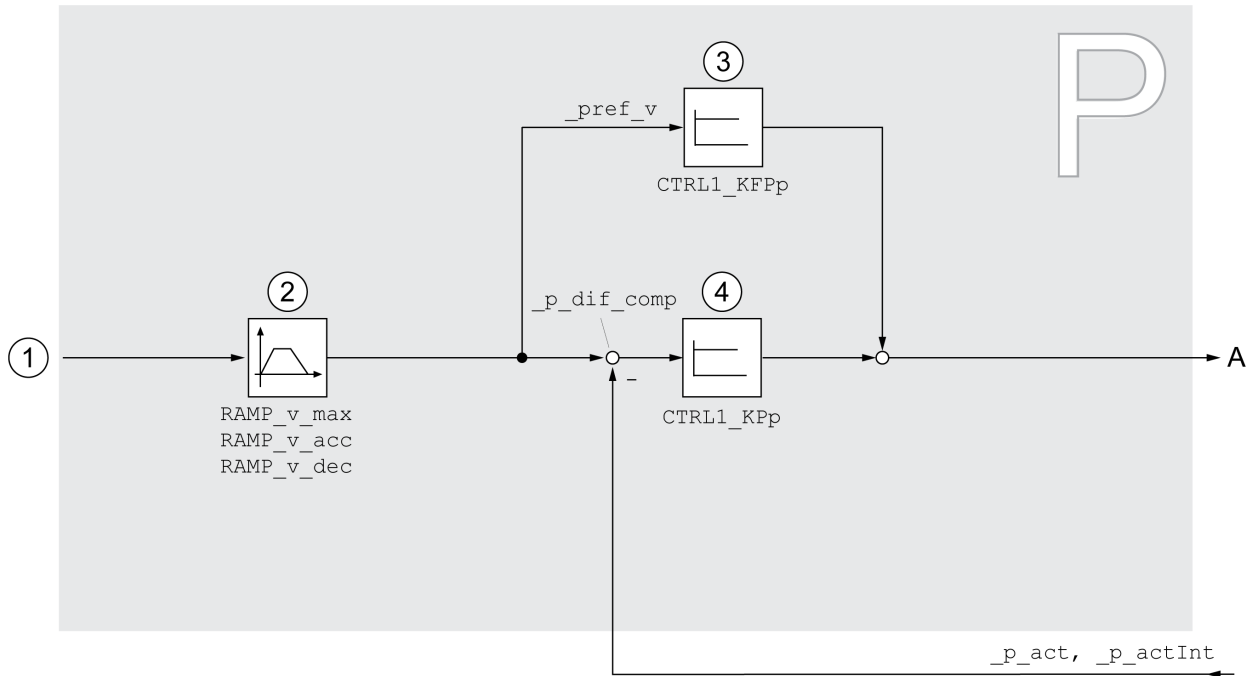 P
3
_pref_v
CTRL1_KFPp
2
_p_dif_comp
4
1
A
-
RAMP_v_max
RAMP_v_acc
RAMP_v_dec
CTRL1_KPp
_p_act, _p_actInt